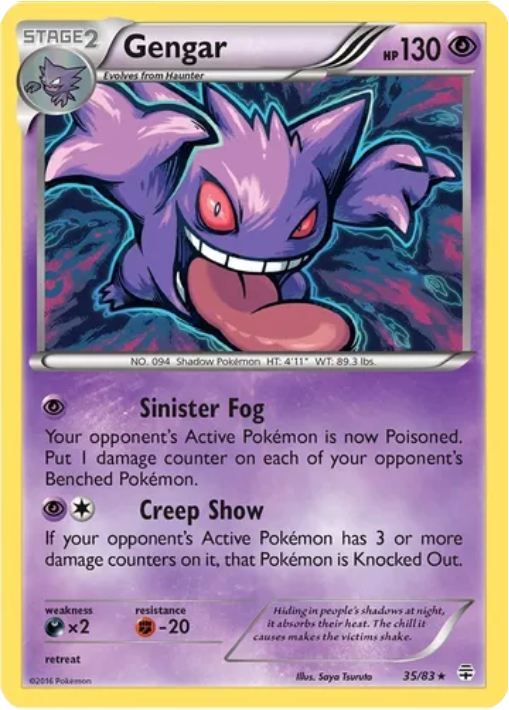 STAGE2
Gengar
HP 130
Evolves from Haunter
NO. 094 Shadow Pokémon HT: 4'11" WT: 89.3 lbs.
Sinister Fog
Your opponent's Active Pokémon is now Poisoned.
Put 1 damage counter on each of your opponent's
Benched Pokémon.
Creep Show
If your opponent's Active Pokémon has 3 or more
damage counters on it, that Pokémon is Knocked Out.
weakness
×2
resistance
-20
retreat
Hiding in people's shadows at night,
it absorbs their heat. The chill it
causes makes the victims shake.
©2016 Pokémon
Illus. Saya Tsuruta
35/83 ★